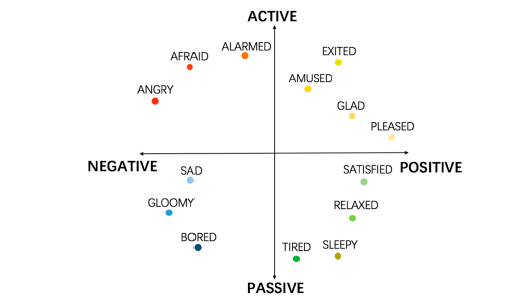 ACTIVE
ALARMED
EXITED
AFRAID
AMUSED
ANGRY
GLAD
PLEASED
NEGATIVE
POSITIVE
SAD
SATISFIED
GLOOMY
RELAXED
BORED
TIRED
SLEEPY
PASSIVE